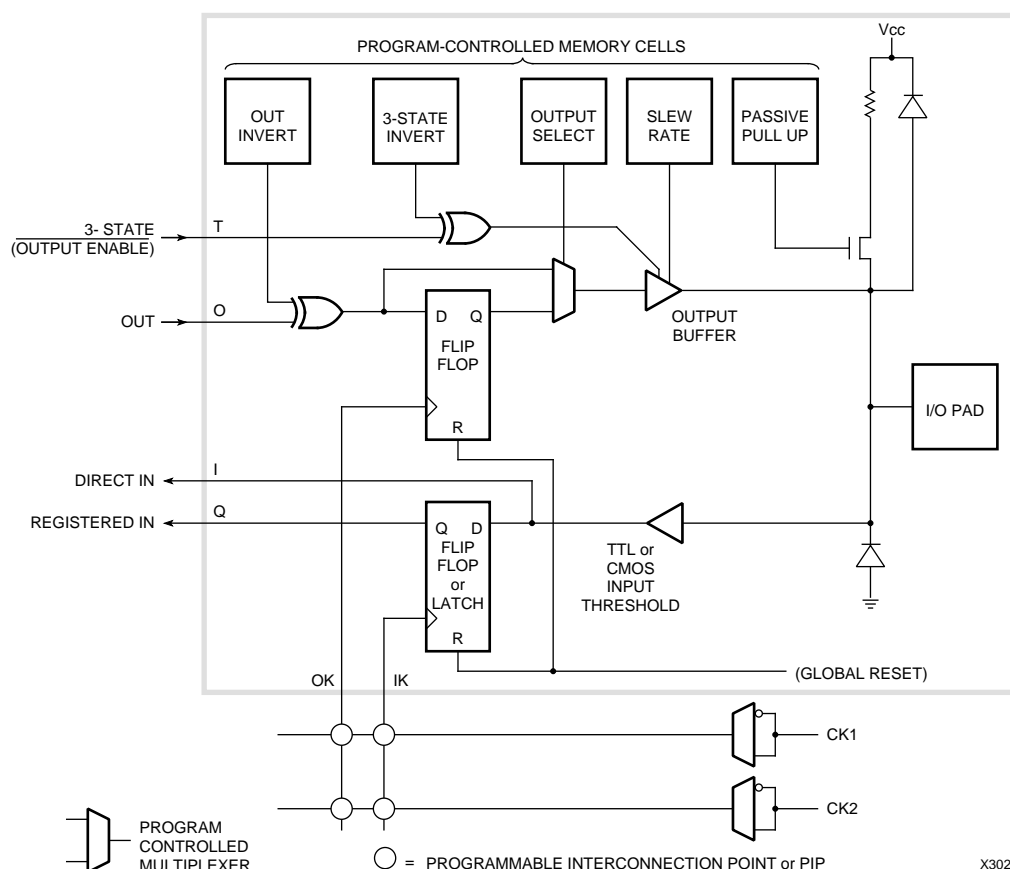 Vcc
PROGRAM-CONTROLLED MEMORY CELLS
OUT
INVERT
3-STATE
INVERT
OUTPUT
SELECT
SLEW
RATE
PASSIVE
PULL UP
3- STATE
(OUTPUT ENABLE)
T
OUT
O
D Q
FLIP
FLOP
R
OUTPUT
BUFFER
I/O PAD
DIRECT IN
I
REGISTERED IN
Q
Q D
FLIP
FLOP
or
LATCH
R
TTL or
CMOS
INPUT
THRESHOLD
OK
IK
(GLOBAL RESET)
CK1
CK2
PROGRAM
CONTROLLED
MULTIPLEXER
= PROGRAMMABLE INTERCONNECTION POINT or PIP
X302